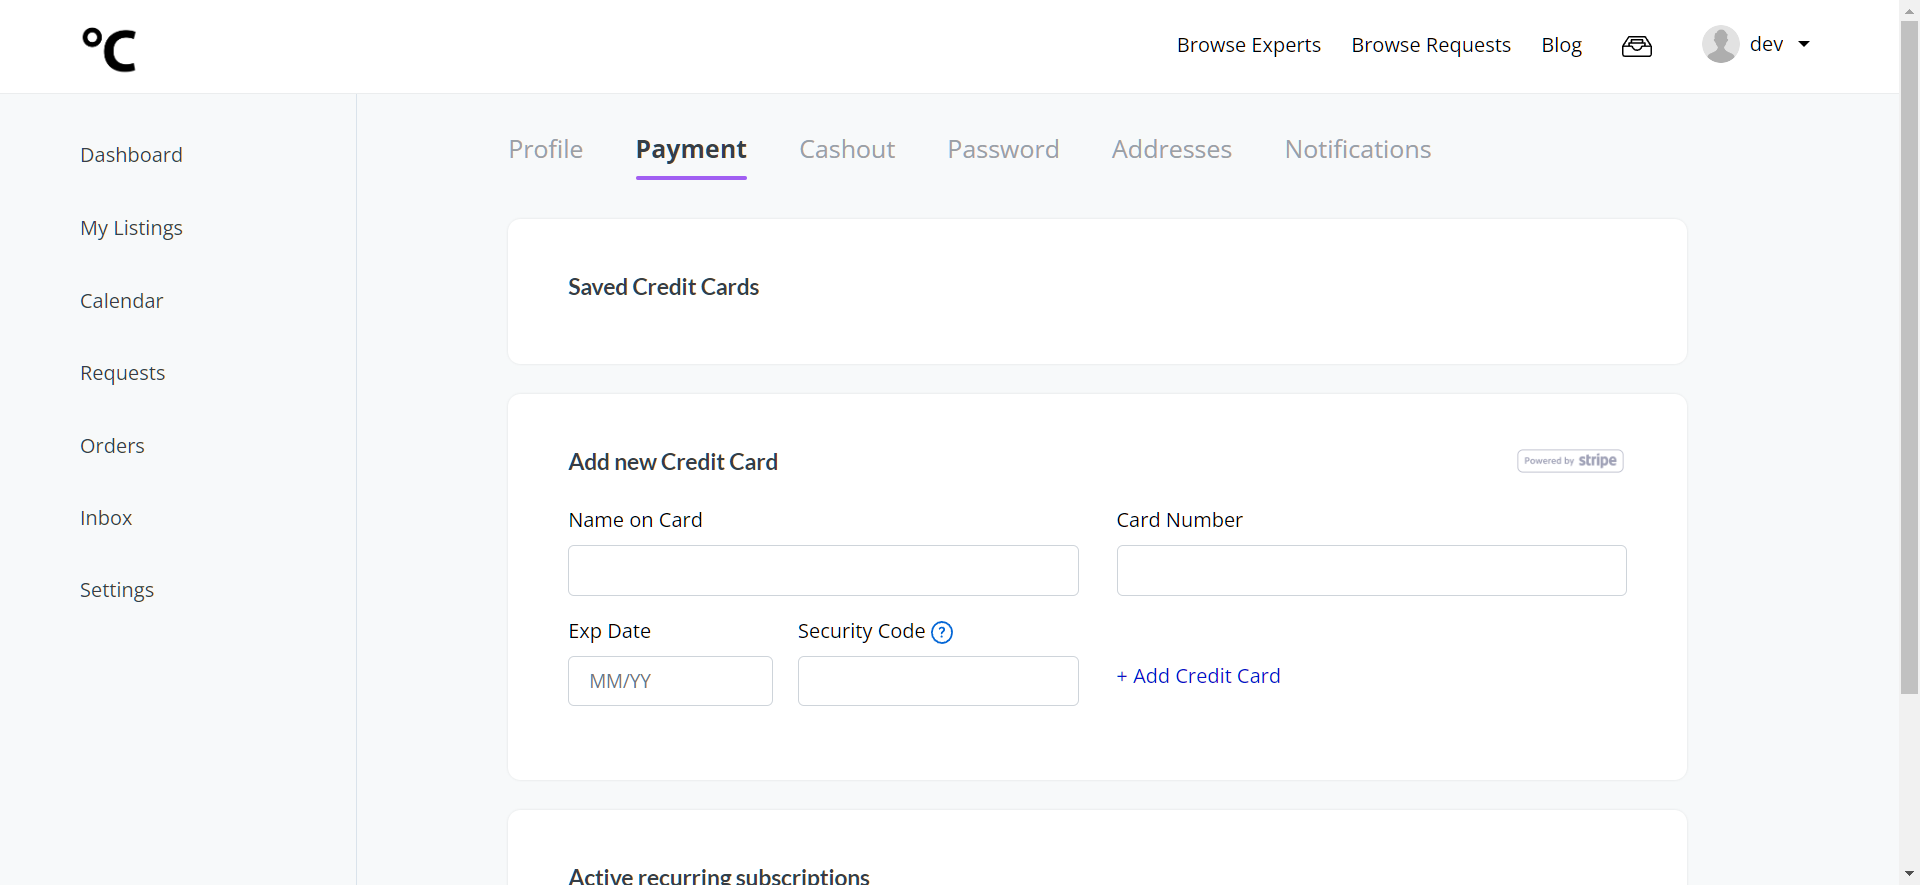 °C
Browse Experts Browse Requests Blog dev
Dashboard
My Listings
Calendar
Requests
Orders
Inbox
Settings
Profile Payment Cashout Password Addresses Notifications
Saved Credit Cards
Add new Credit Card Powered by stripe
Name on Card Card Number
Exp Date Security Code ?
MM/YY + Add Credit Card
Active recurring subscriptions